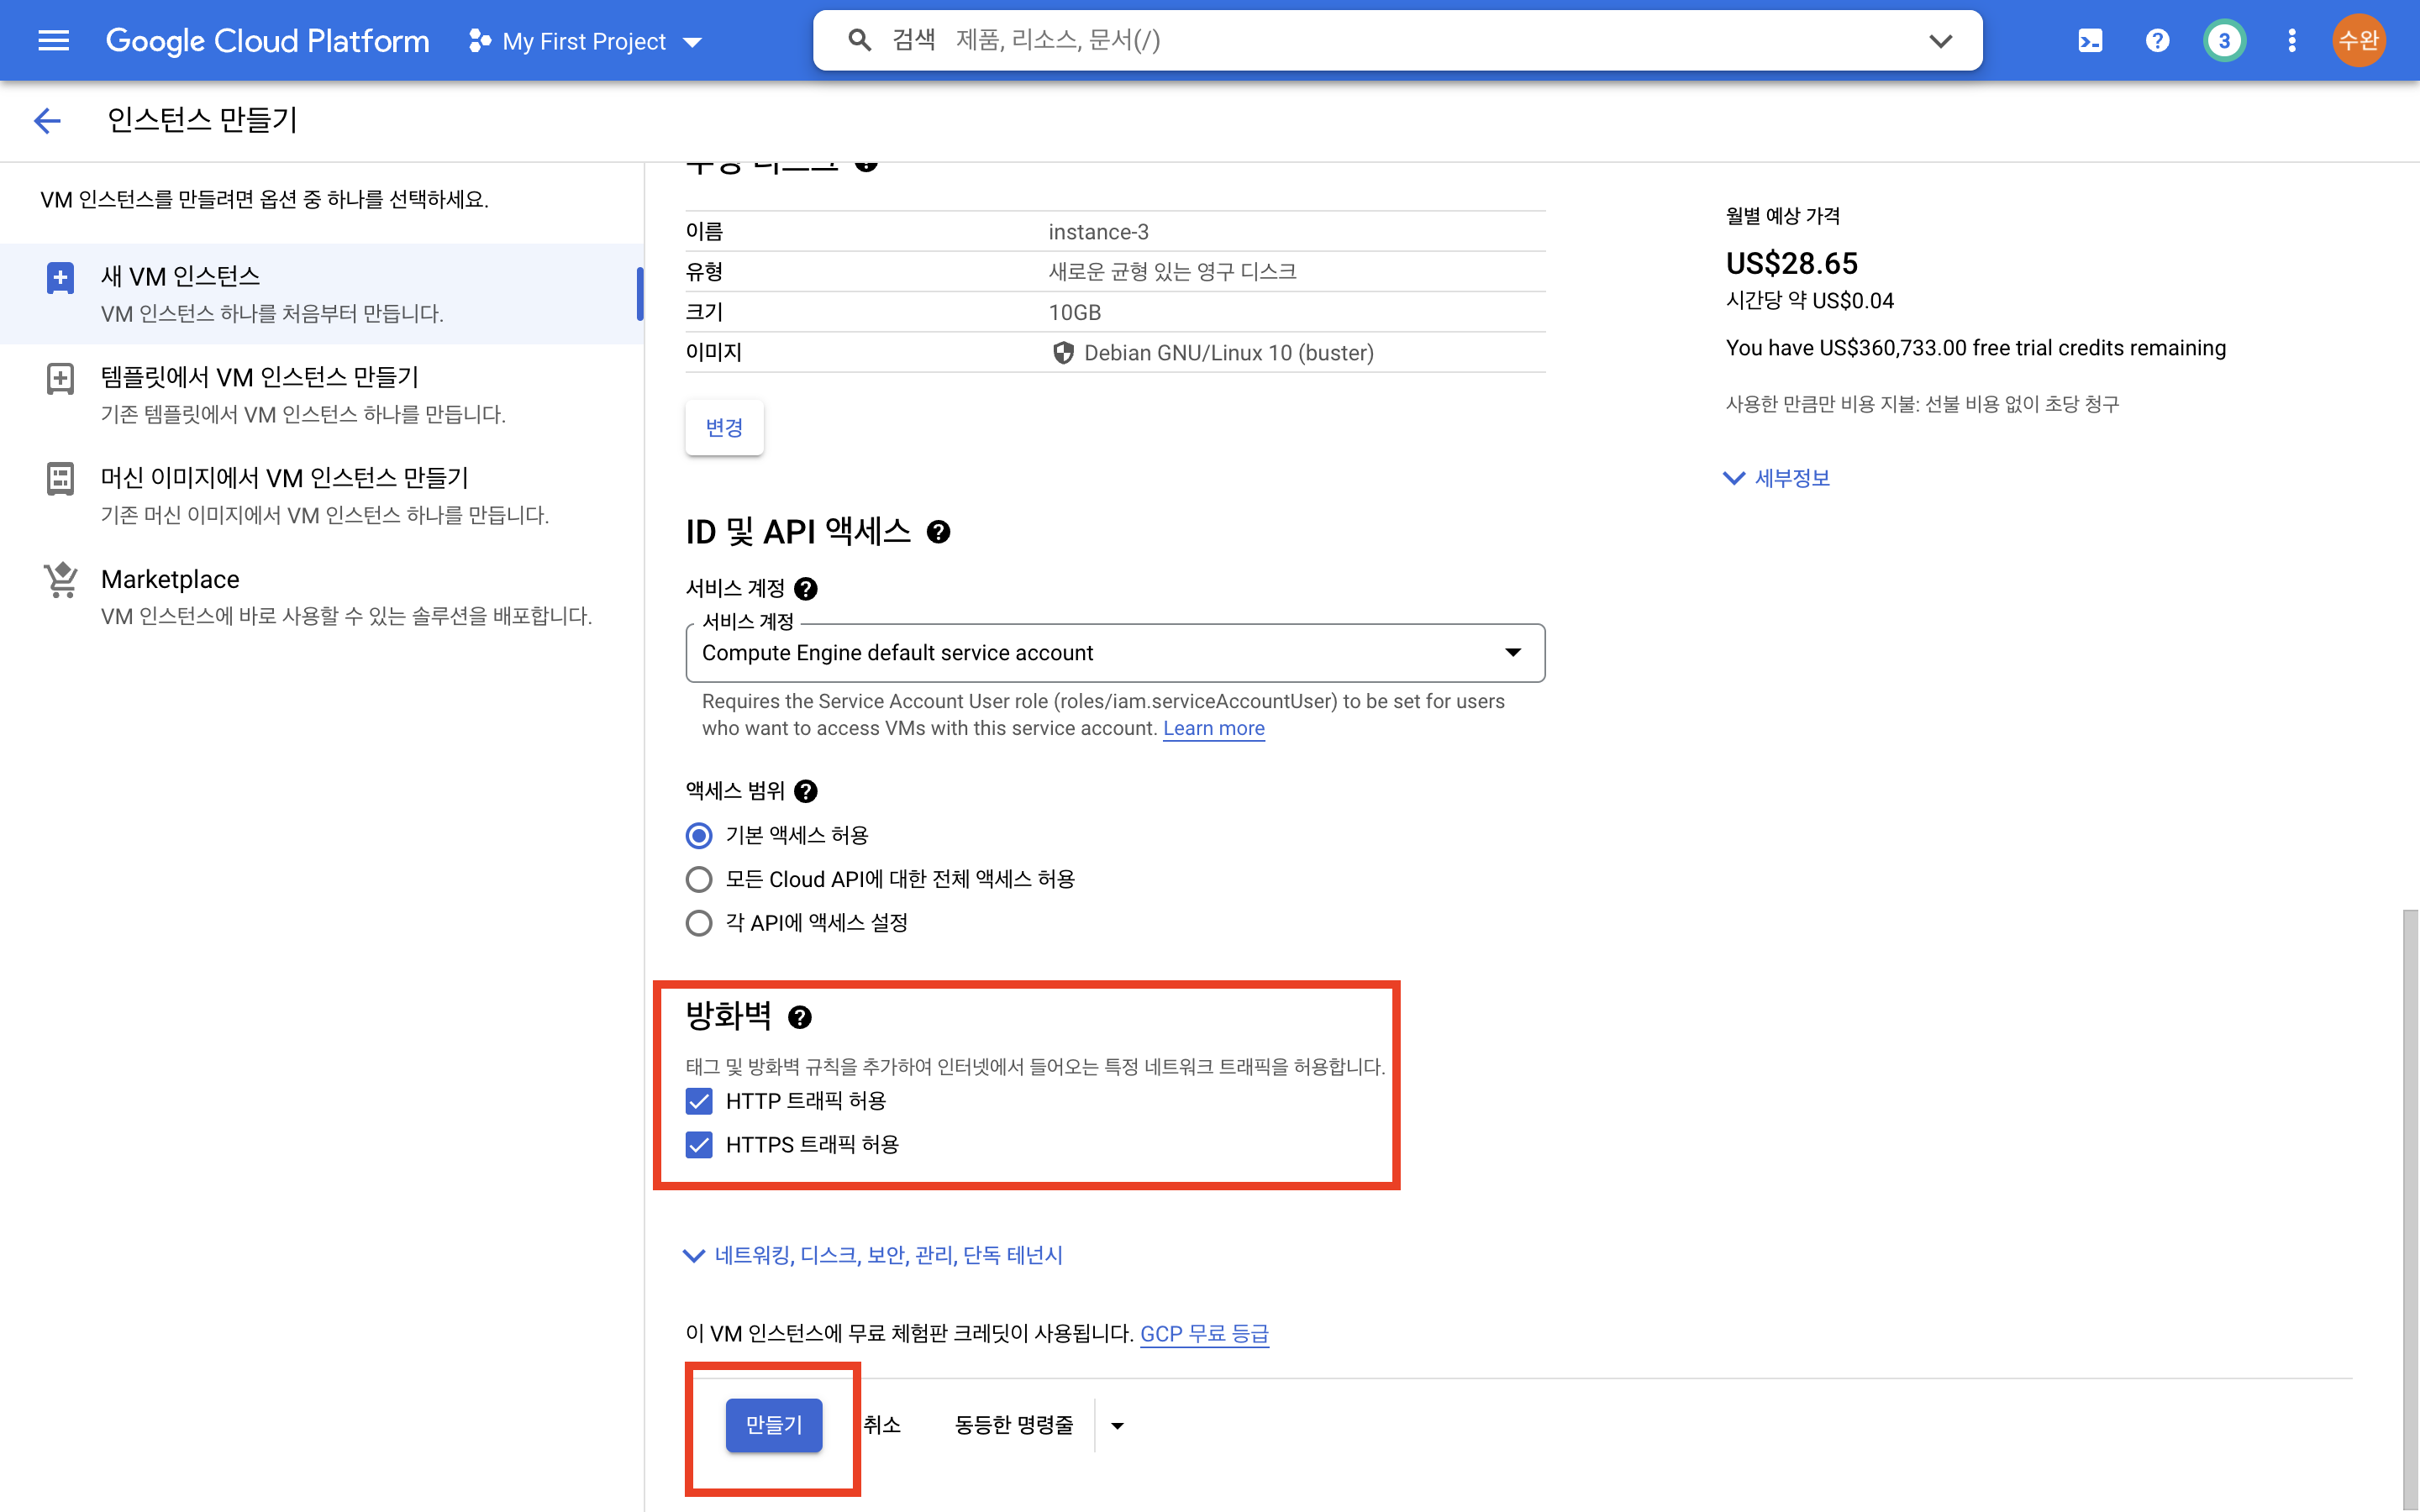 Google Cloud Platform
My First Project
검색 제품, 리소스, 문서(/)
3
수완
인스턴스 만들기
VM 인스턴스를 만들려면 옵션 중 하나를 선택하세요.
새 VM 인스턴스
VM 인스턴스 하나를 처음부터 만듭니다.
템플릿에서 VM 인스턴스 만들기
기존 템플릿에서 VM 인스턴스 하나를 만듭니다.
머신 이미지에서 VM 인스턴스 만들기
기존 머신 이미지에서 VM 인스턴스 하나를 만듭니다.
Marketplace
VM 인스턴스에 바로 사용할 수 있는 솔루션을 배포합니다.
이름 instance-3
유형 새로운 균형 있는 영구 디스크
크기 10GB
이미지 Debian GNU/Linux 10 (buster)
변경
ID 및 API 액세스
서비스 계정
서비스 계정
Compute Engine default service account
Requires the Service Account User role (roles/iam.serviceAccountUser) to be set for users
who want to access VMs with this service account. Learn more
액세스 범위
기본 액세스 허용
모든 Cloud API에 대한 전체 액세스 허용
각 API에 액세스 설정
방화벽
태그 및 방화벽 규칙을 추가하여 인터넷에서 들어오는 특정 네트워크 트래픽을 허용합니다.
HTTP 트래픽 허용
HTTPS 트래픽 허용
네트워킹, 디스크, 보안, 관리, 단독 테넌시
이 VM 인스턴스에 무료 체험판 크레딧이 사용됩니다. GCP 무료 등급
만들기 취소 동등한 명령줄
월별 예상 가격
US$28.65
시간당 약 US$0.04
You have US$360,733.00 free trial credits remaining
사용한 만큼만 비용 지불: 선불 비용 없이 초당 청구
세부정보